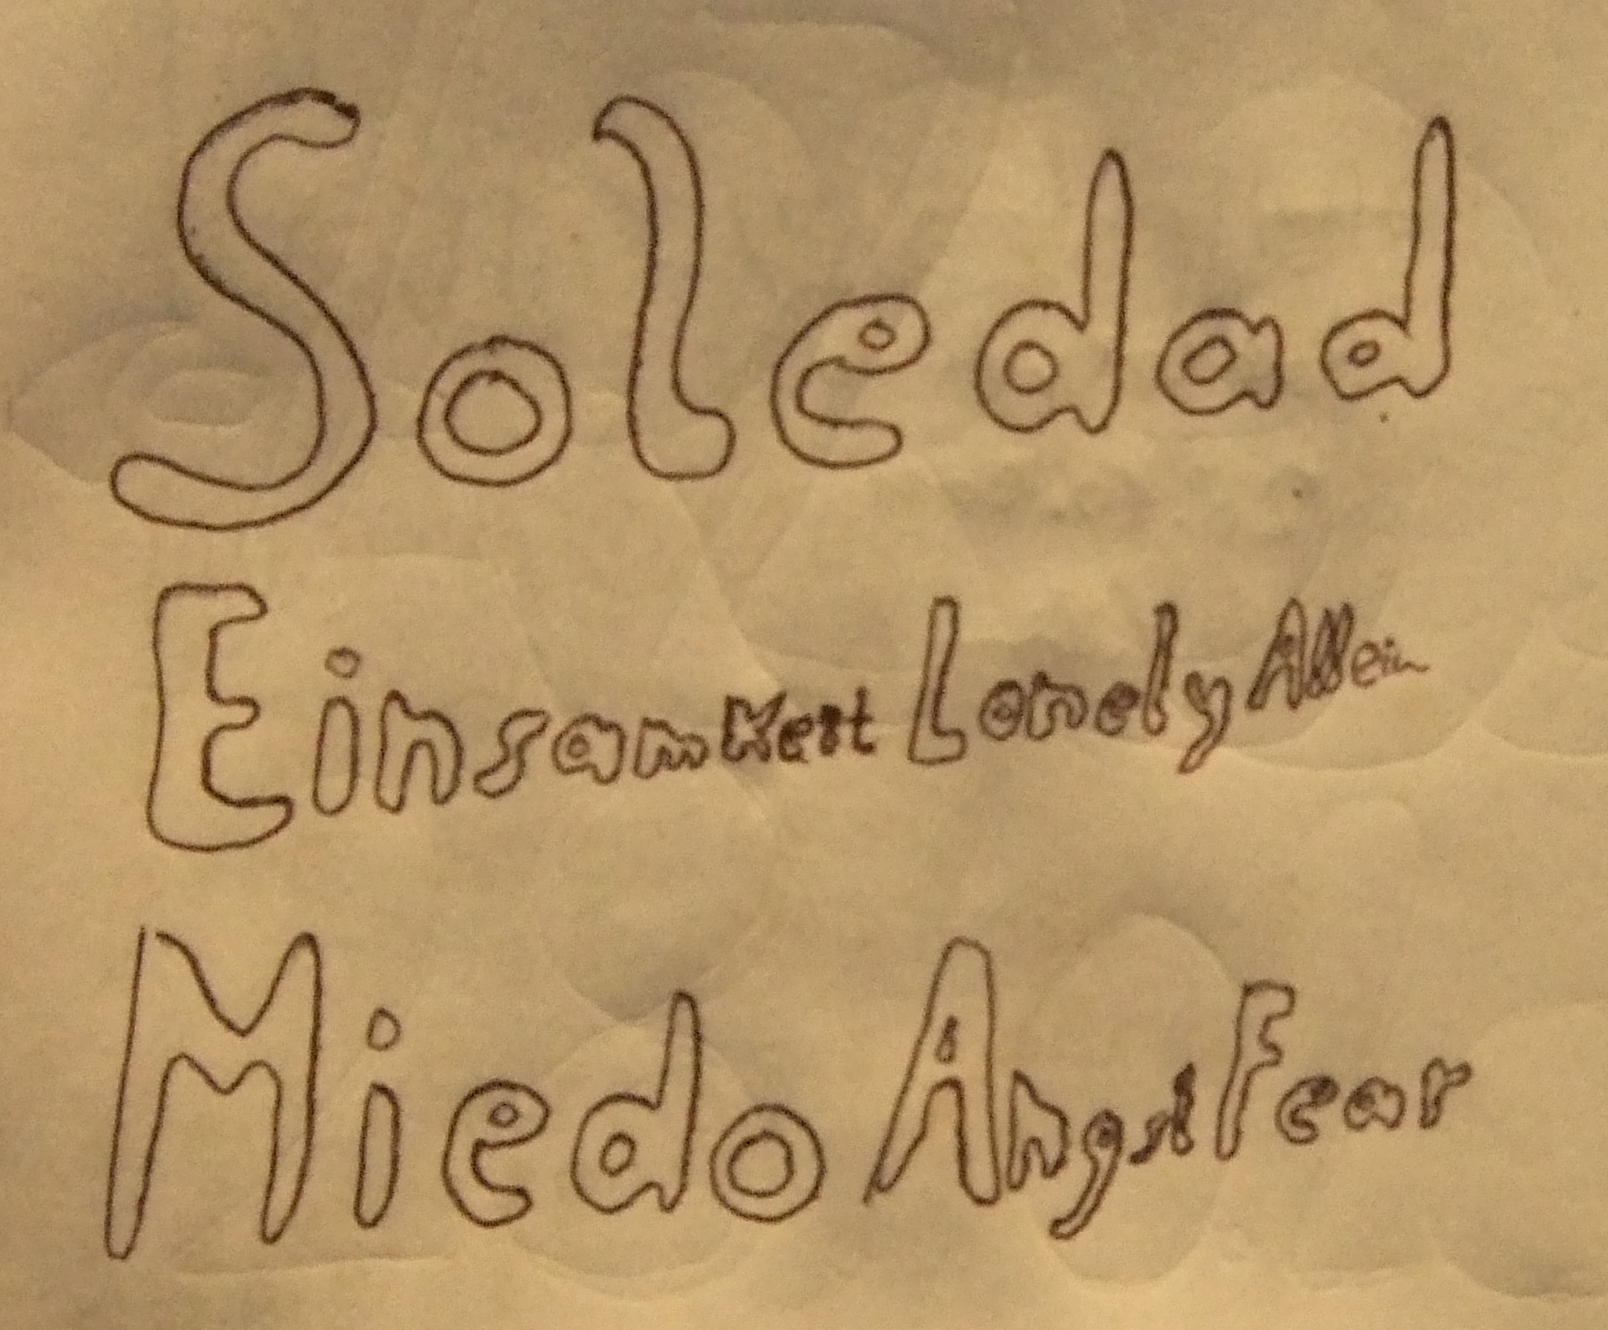 Soledad
Einsamkeit Lonely Allein
Miedo Angst Fear